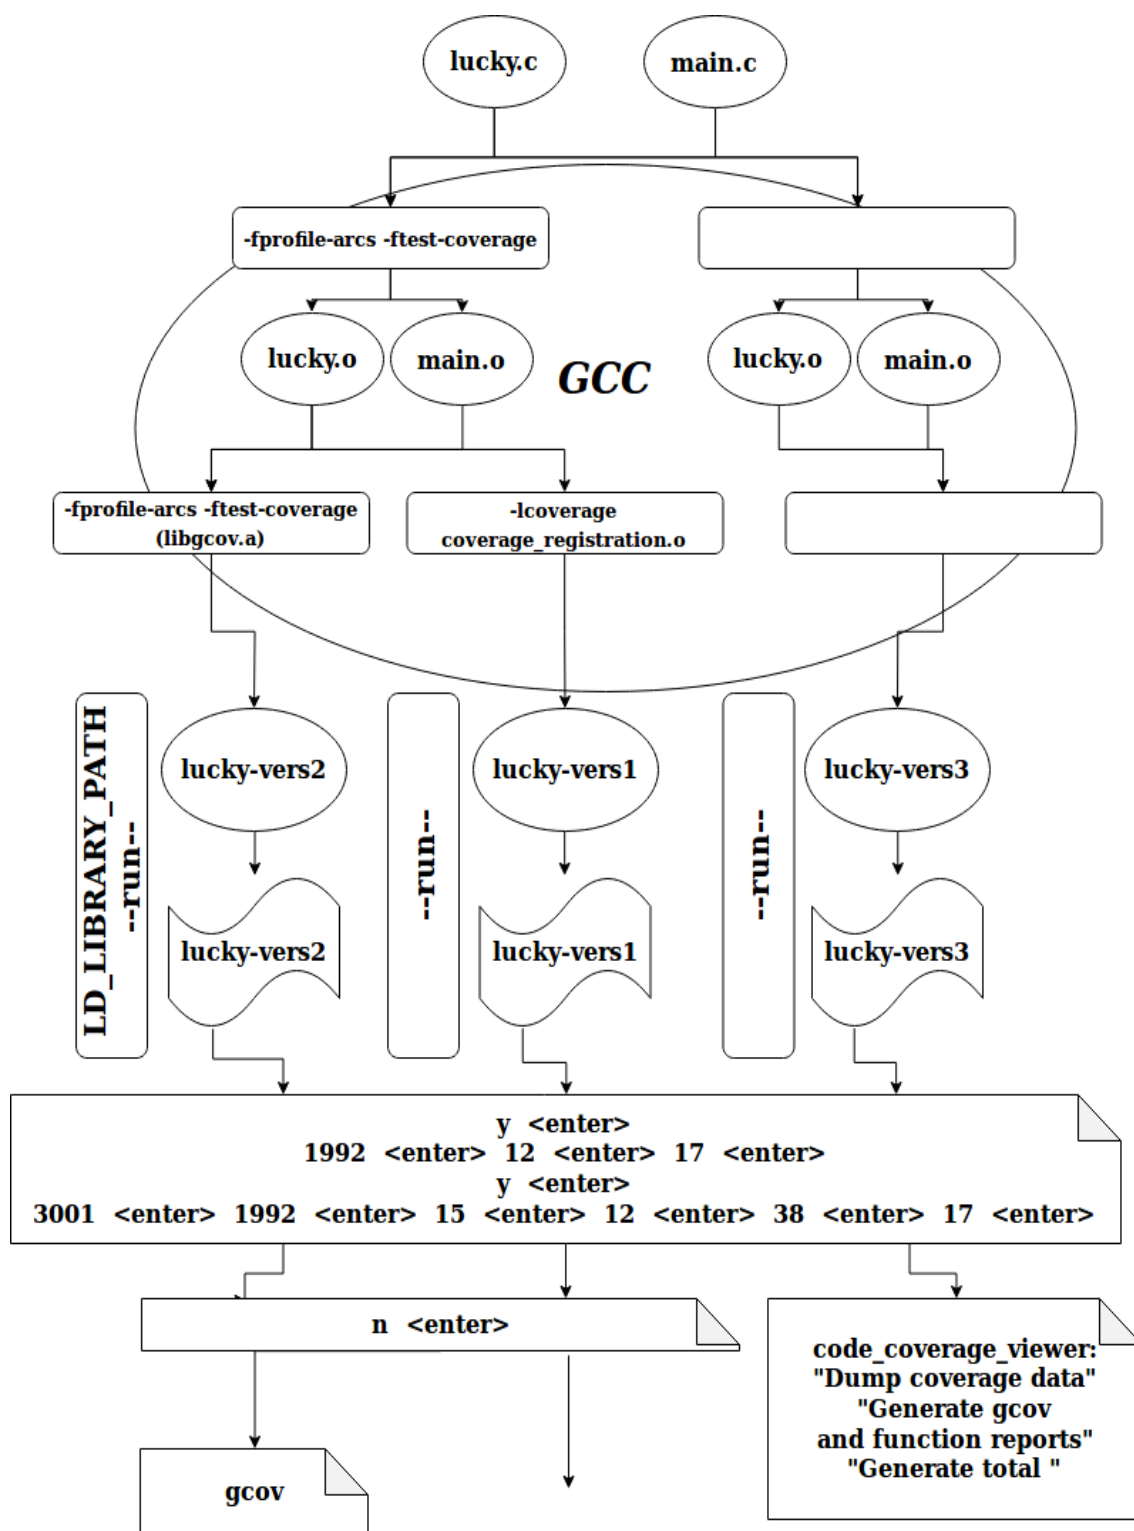 lucky.c
main.c
-fprofile-arcs -ftest-coverage
lucky.o
main.o
GCC
lucky.o
main.o
-fprofile-arcs -ftest-coverage
(libgcov.a)
-lcoverage
coverage_registration.o
LD_LIBRARY_PATH
--run--
lucky-vers2
--run--
lucky-vers1
--run--
lucky-vers3
lucky-vers2
lucky-vers1
lucky-vers3
y <enter>
1992 <enter> 12 <enter> 17 <enter>
y <enter>
3001 <enter> 1992 <enter> 15 <enter> 12 <enter> 38 <enter> 17 <enter>
n <enter>
code_coverage_viewer:
"Dump coverage data"
"Generate gcov
and function reports"
"Generate total "
gcov